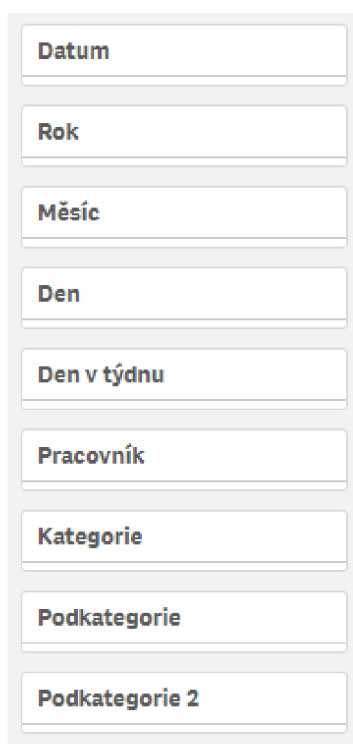 Datum
Rok
Měsíc
Den
Den v týdnu
Pracovník
Kategorie
Podkategorie
Podkategorie 2